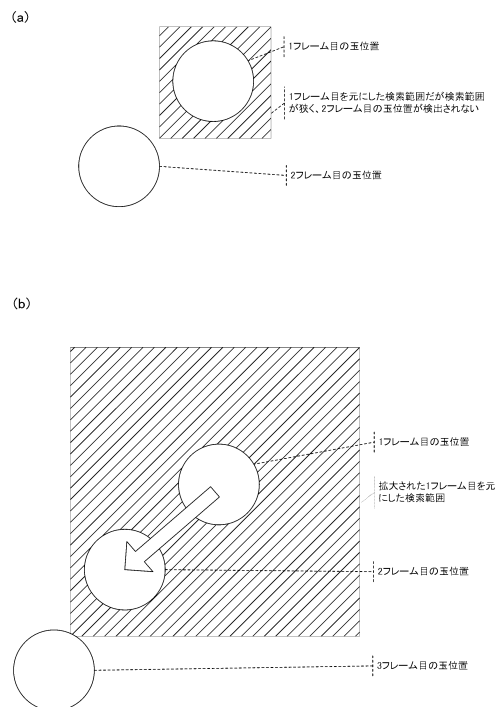 (a)
1フレーム目の玉位置
1フレーム目を元にした検索範囲だが検索範囲
が狭く、2フレーム目の玉位置が検出されない
2フレーム目の玉位置
(b)
1フレーム目の玉位置
拡大された1フレーム目を元
にした検索範囲
2フレーム目の玉位置
3フレーム目の玉位置